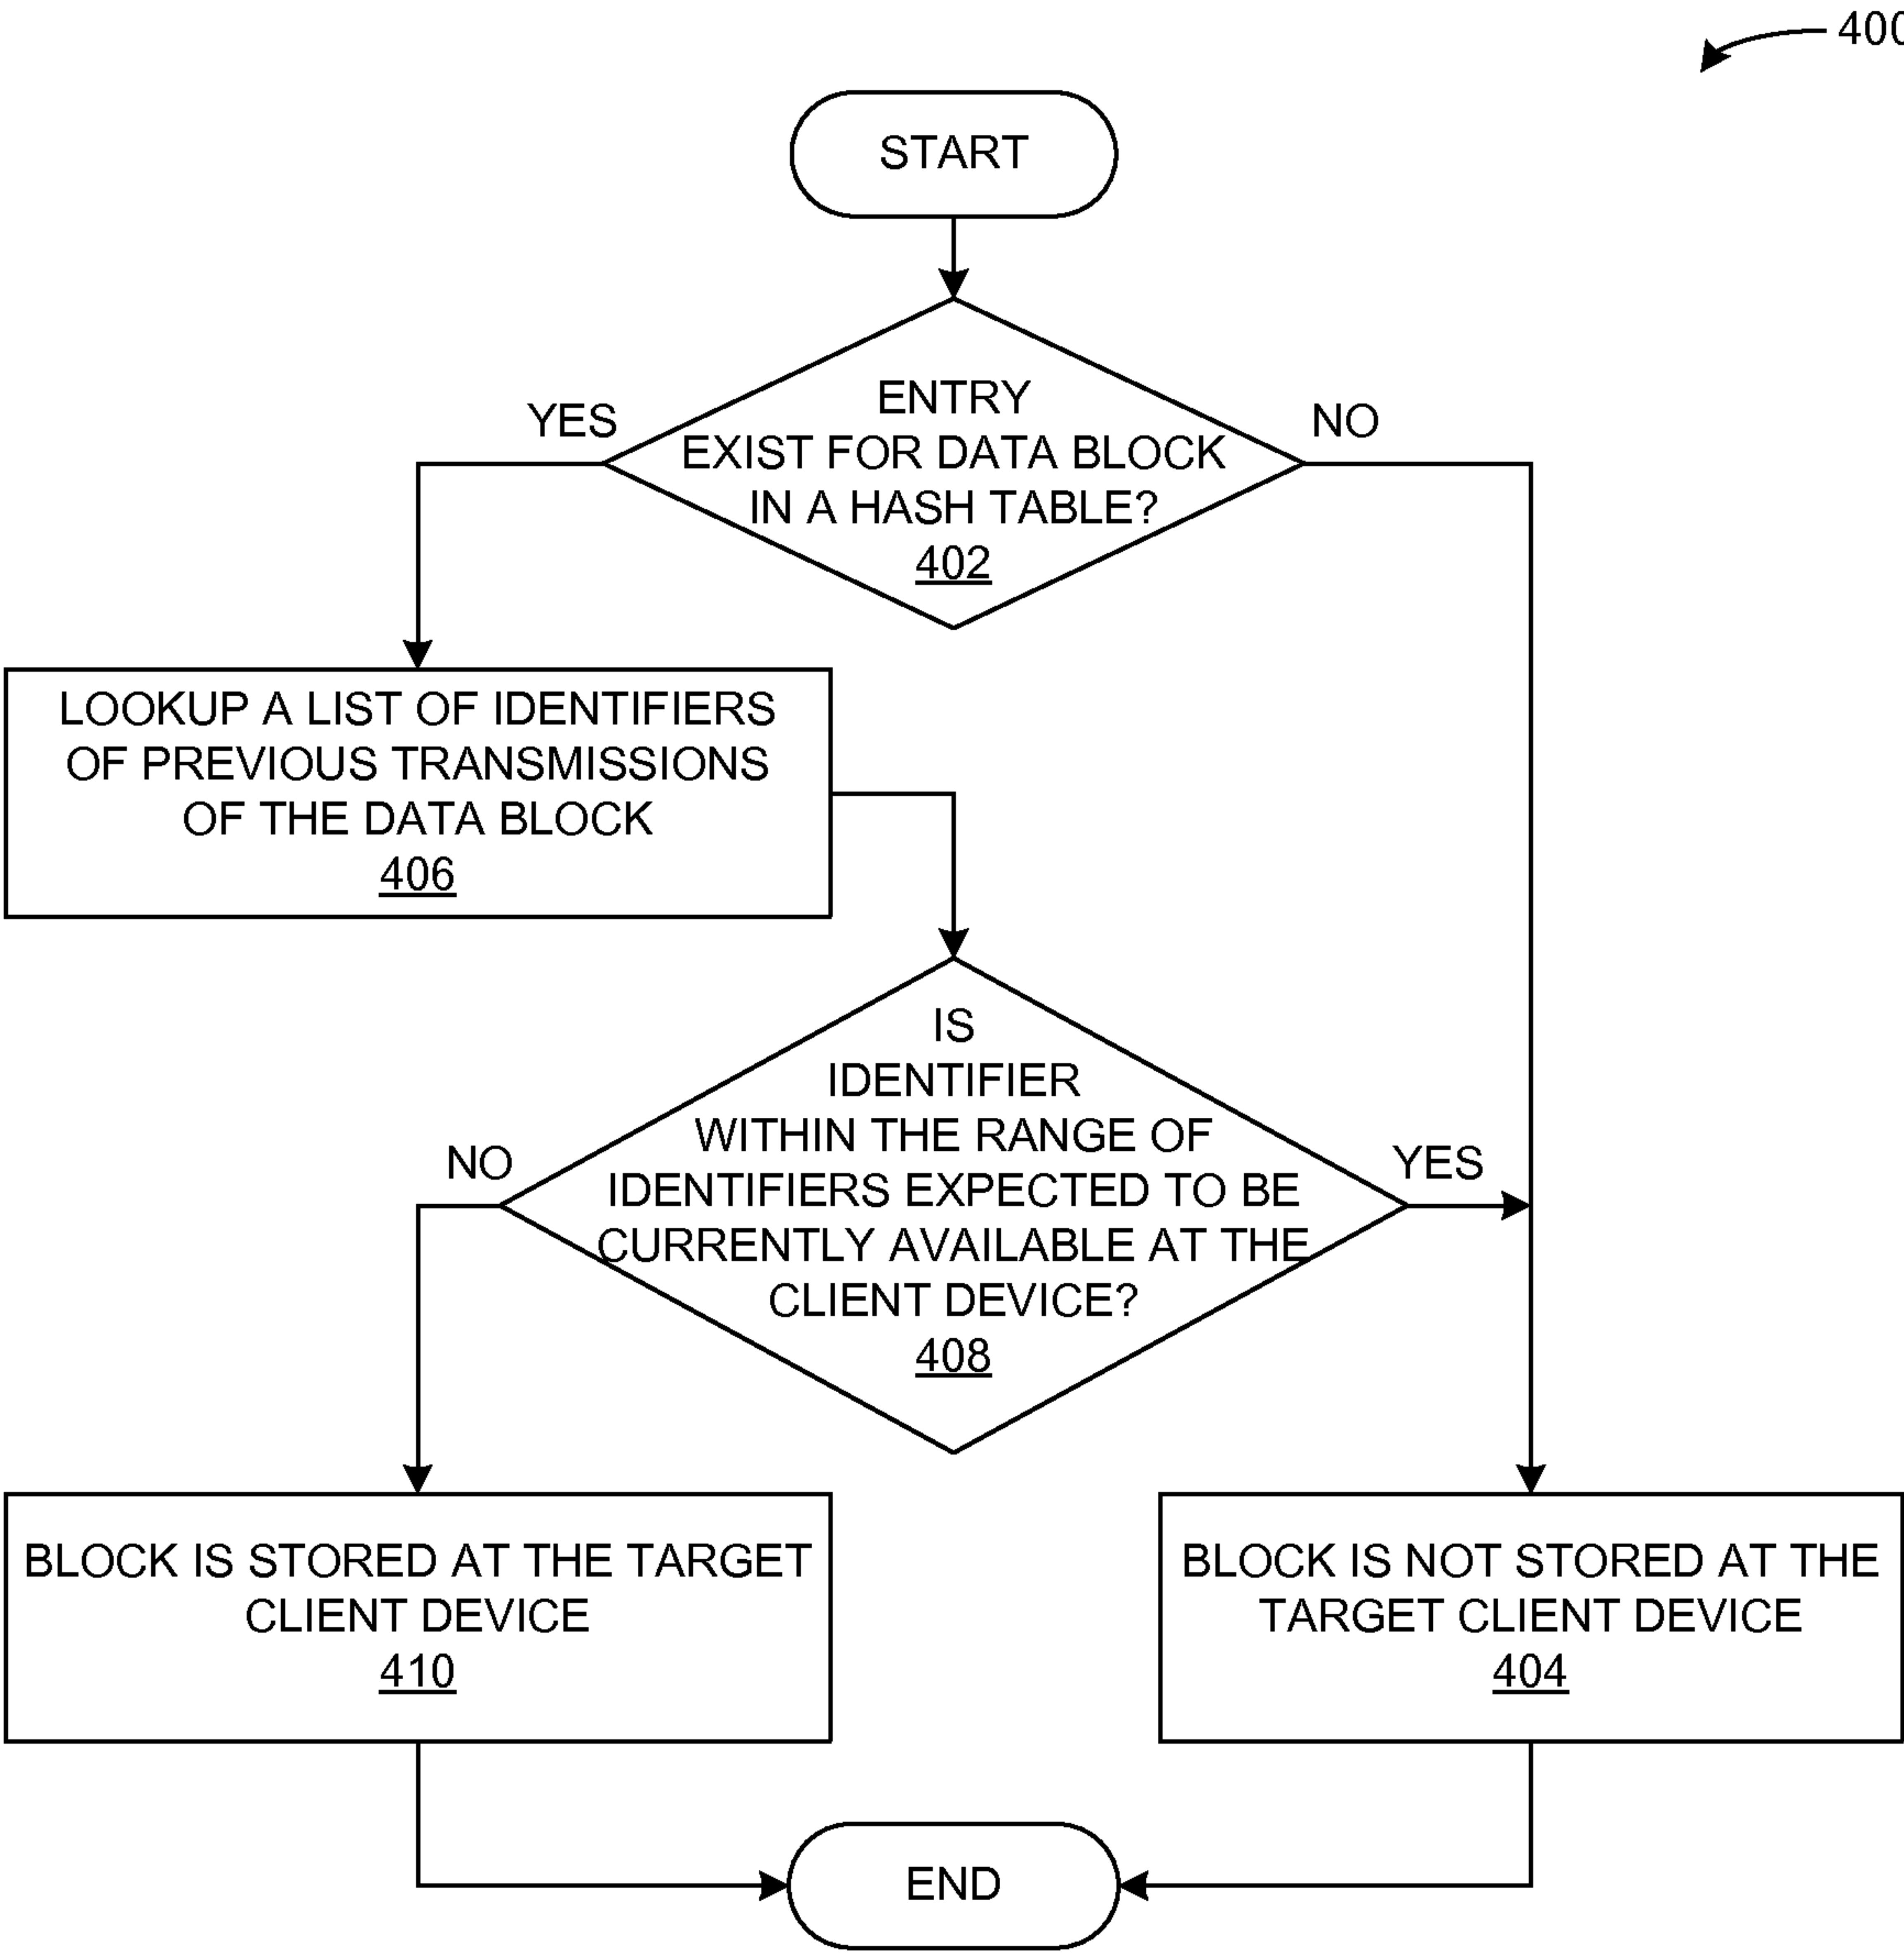 400
START
ENTRY
EXIST FOR DATA BLOCK
IN A HASH TABLE?
402
YES
NO
LOOKUP A LIST OF IDENTIFIERS
OF PREVIOUS TRANSMISSIONS
OF THE DATA BLOCK
406
IS
IDENTIFIER
WITHIN THE RANGE OF
IDENTIFIERS EXPECTED TO BE
CURRENTLY AVAILABLE AT THE
CLIENT DEVICE?
408
NO
YES
BLOCK IS STORED AT THE TARGET
CLIENT DEVICE
410
BLOCK IS NOT STORED AT THE
TARGET CLIENT DEVICE
404
END